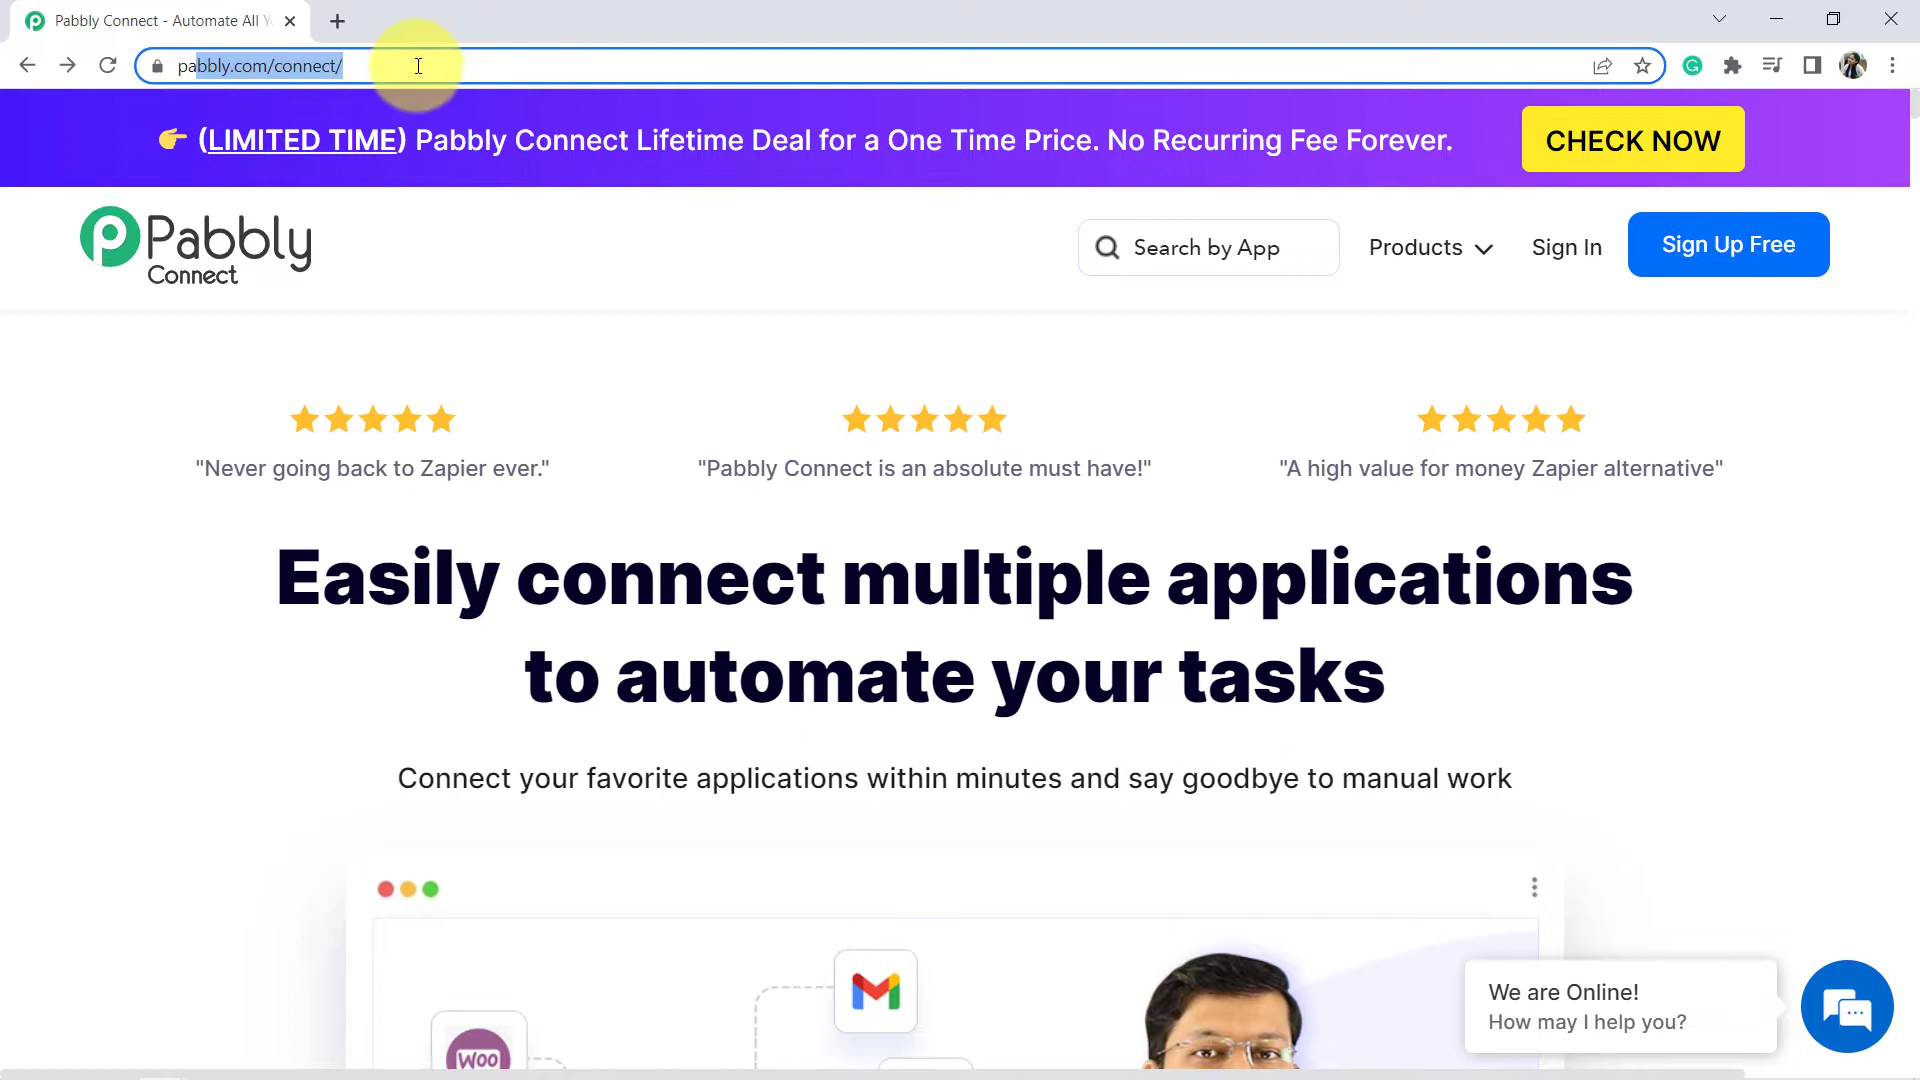 Pabbly Connect - Automate All Y
pabbly.com/connect/
(LIMITED TIME) Pabbly Connect Lifetime Deal for a One Time Price. No Recurring Fee Forever.
CHECK NOW
Pabbly
Connect
Search by App
Products
Sign In
Sign Up Free
"Never going back to Zapier ever."
"Pabbly Connect is an absolute must have!"
"A high value for money Zapier alternative"
Easily connect multiple applications
to automate your tasks
Connect your favorite applications within minutes and say goodbye to manual work
WOO
We are Online!
How may I help you?